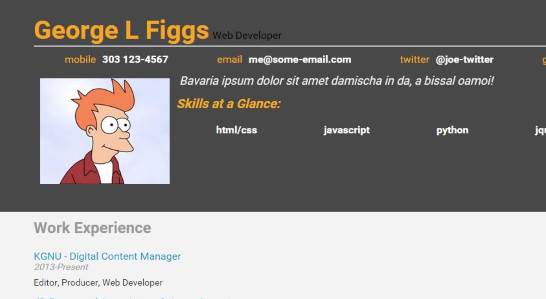 George L Figgs Web Developer
mobile 303 123-4567 email me@some-email.com twitter @joe-twitter
Bavaria ipsum dolor sit amet damischa in da, a bissal oamoi!
Skills at a Glance:
html/css javascript python
Work Experience
KGNU - Digital Content Manager
2013-Present
Editor, Producer, Web Developer